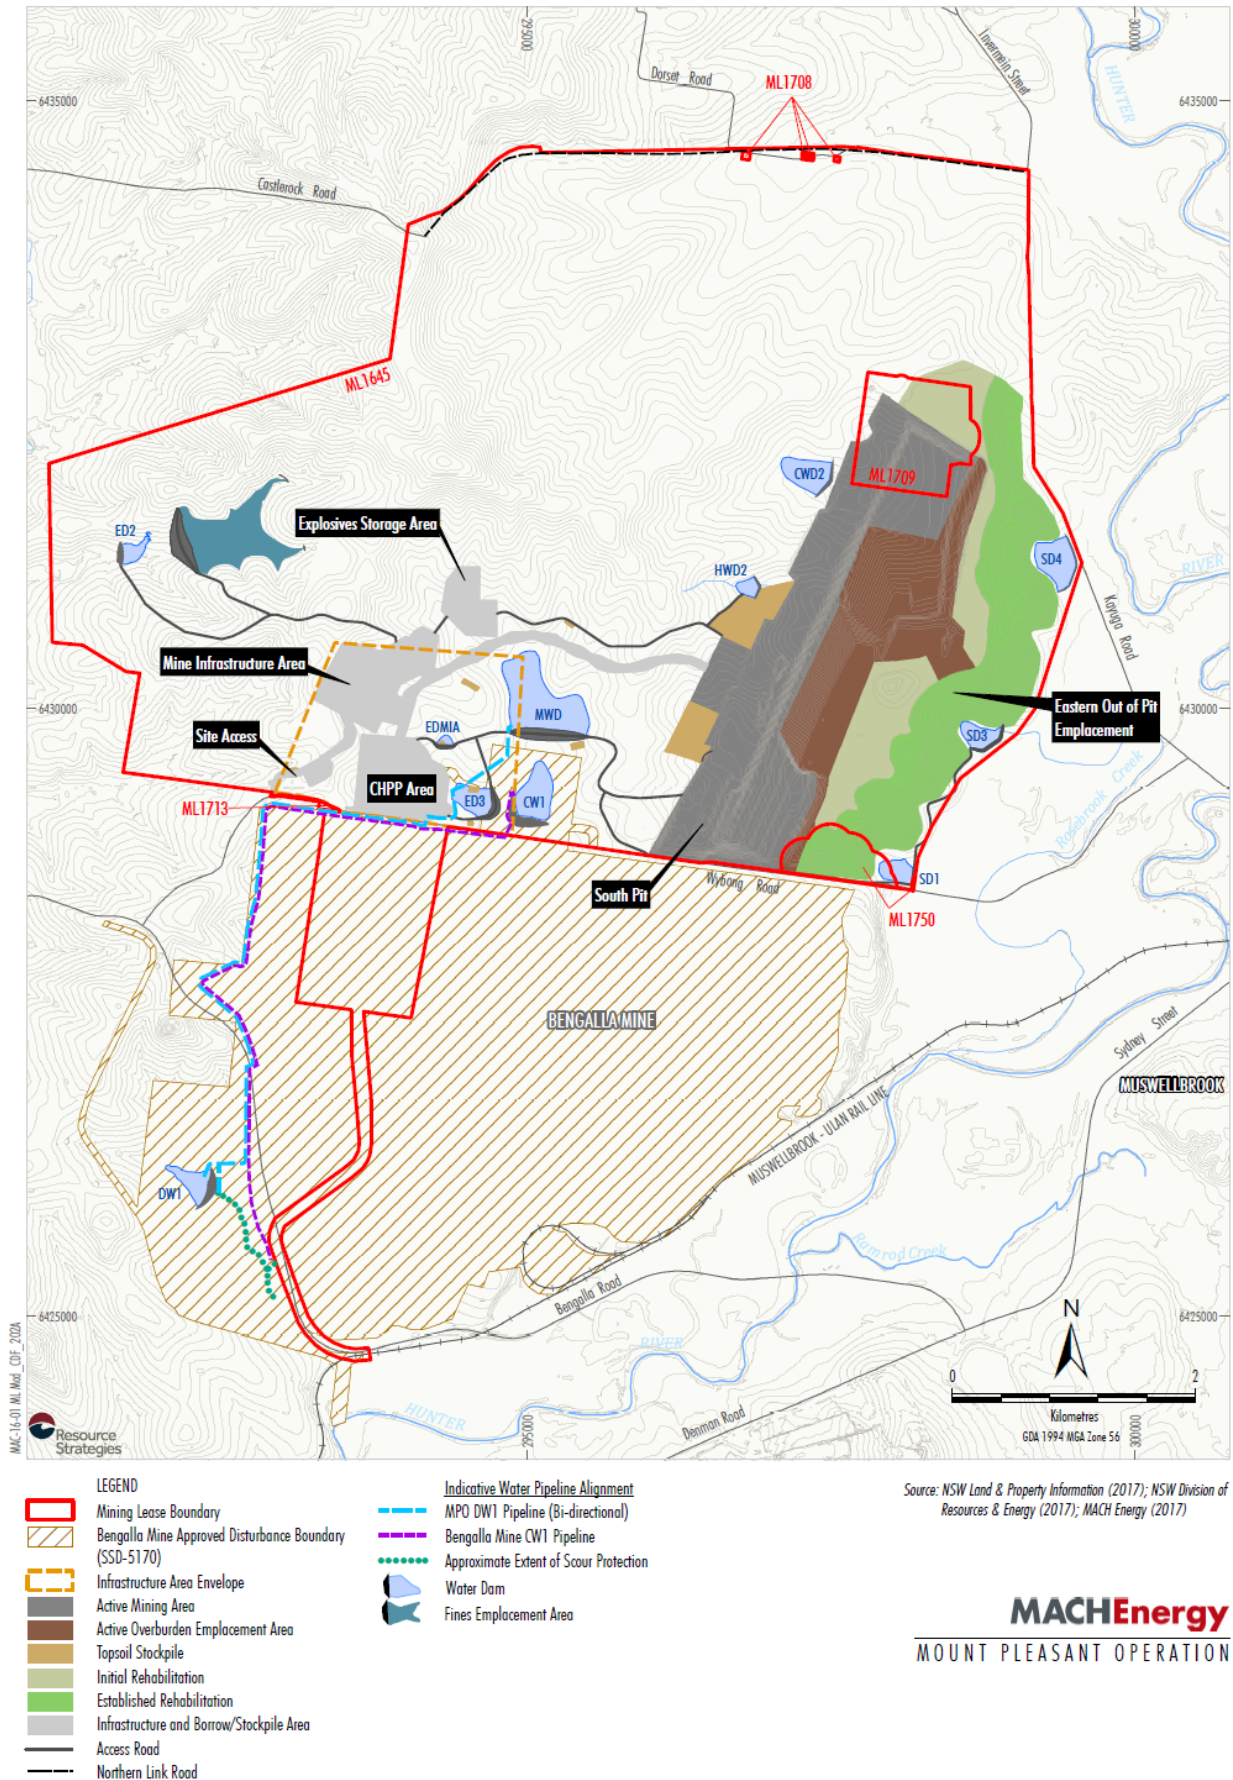 295000
300000
Invermein Street
HUNTER
Dorset Road
ML1708
6435000
6435000
Castlerock Road
ML1645
CWD2
ML1709
Explosives Storage Area
ED2
HWD2
SD4
RIVER
Kayuga Road
Mine Infrastructure Area
Eastern Out of Pit
Emplacement
6430000
6430000
MWD
EDMIA
Site Access
SD3
CHPP Area
ED3
CW1
ML1713
Rosebrook Creek
South Pit
Wybong Road
SD1
ML1750
BENGALLA MINE
Sydney Street
MUSWELLBROOK
MUSWELLBROOK - ULAN RAIL LINE
DW1
Ramrod Creek
Bengalla Road
6425000
6425000
N
RIVER
0
2
Kilometres
GDA 1994 MGA Zone 56
HUNTER
Denman Road
295000
300000
MAC-16-01 ML Mod_CDF_202A
Resource
Strategies
LEGEND
Mining Lease Boundary
Bengalla Mine Approved Disturbance Boundary
(SSD-5170)
Infrastructure Area Envelope
Active Mining Area
Active Overburden Emplacement Area
Topsoil Stockpile
Initial Rehabilitation
Established Rehabilitation
Infrastructure and Borrow/Stockpile Area
Access Road
Northern Link Road
Indicative Water Pipeline Alignment
MPO DW1 Pipeline (Bi-directional)
Bengalla Mine CW1 Pipeline
Approximate Extent of Scour Protection
Water Dam
Fines Emplacement Area
Source: NSW Land & Property Information (2017); NSW Division of
Resources & Energy (2017); MACH Energy (2017)
MACHEnergy
MOUNT PLEASANT OPERATION